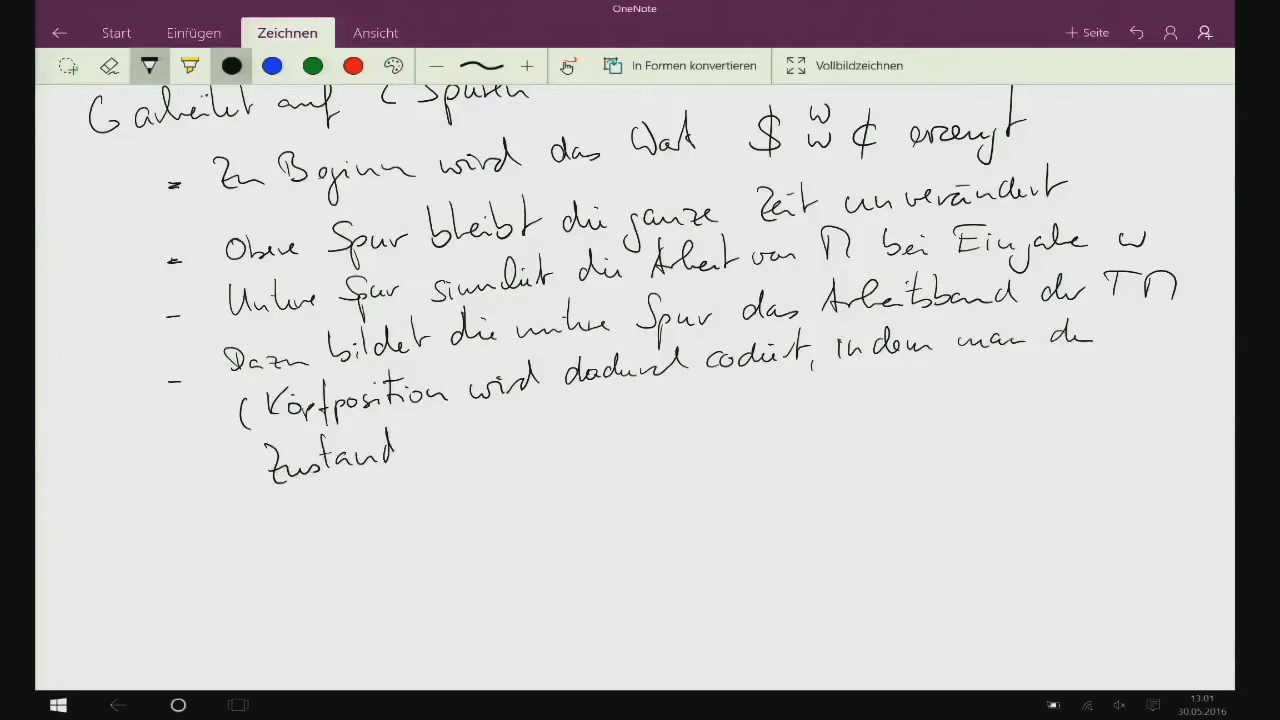 OneNote
Start Einfügen Zeichnen Ansicht + Seite
In Formen konvertieren Vollbildzeichnen
G arbeitet auf 2 Spuren
- Zu Beginn wird das Wort $ w w ¢ erzeugt
- Obere Spur bleibt die ganze Zeit unverändert
- Untere Spur simuliert die Arbeit von M bei Eingabe w
- Dazu bildet die untere Spur das Arbeitsband der TM
(Kopfposition wird dadurch codiert, indem man den
Zustand
13:01
30.05.2016